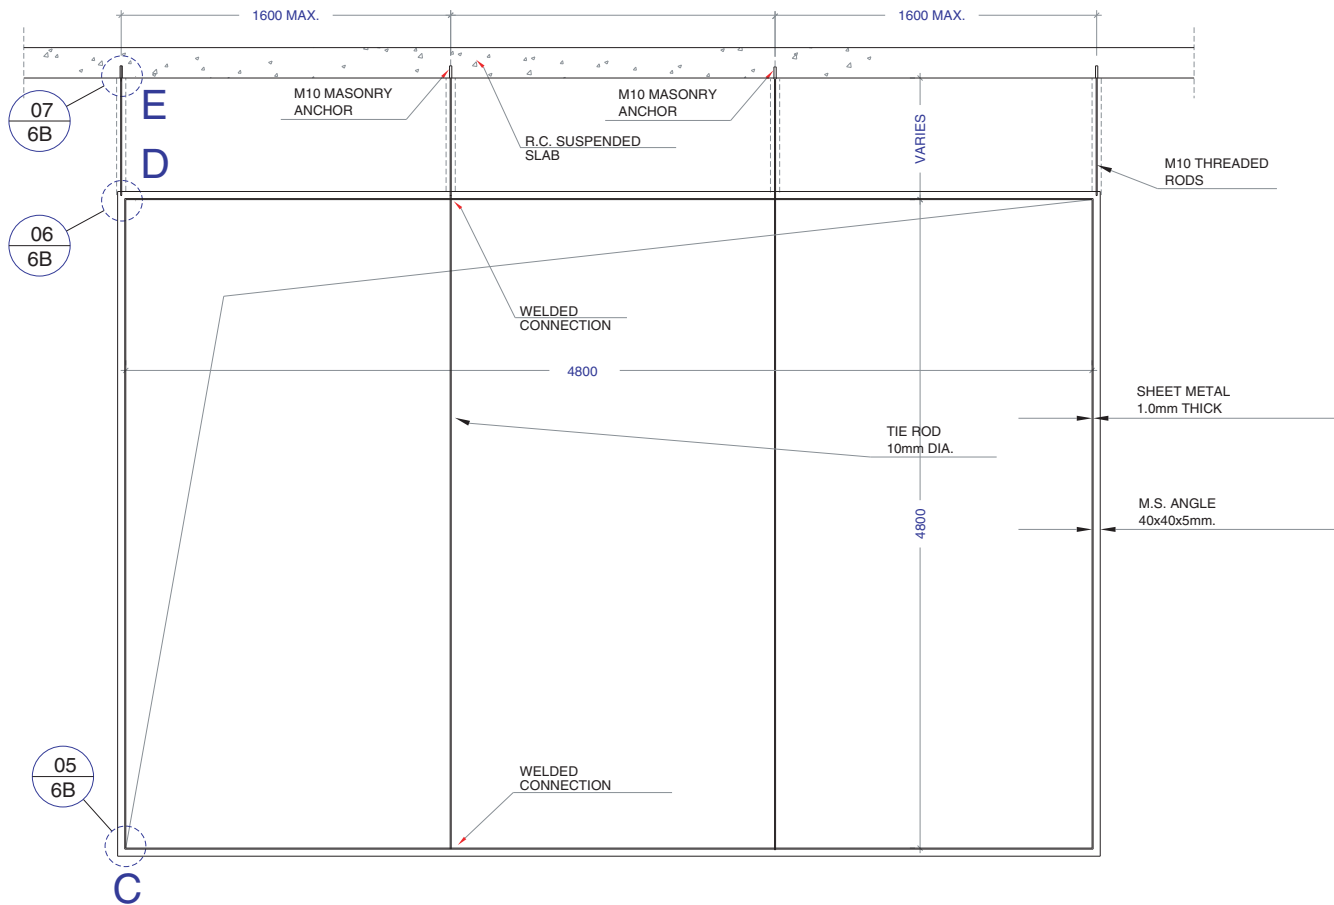 1600 MAX.
1600 MAX.
07
6B
E
M10 MASONRY
ANCHOR
M10 MASONRY
ANCHOR
R.C. SUSPENDED
SLAB
VARIES
M10 THREADED
RODS
D
06
6B
WELDED
CONNECTION
4800
SHEET METAL
1.0mm THICK
TIE ROD
10mm DIA.
4800
M.S. ANGLE
40x40x5mm.
05
6B
WELDED
CONNECTION
C